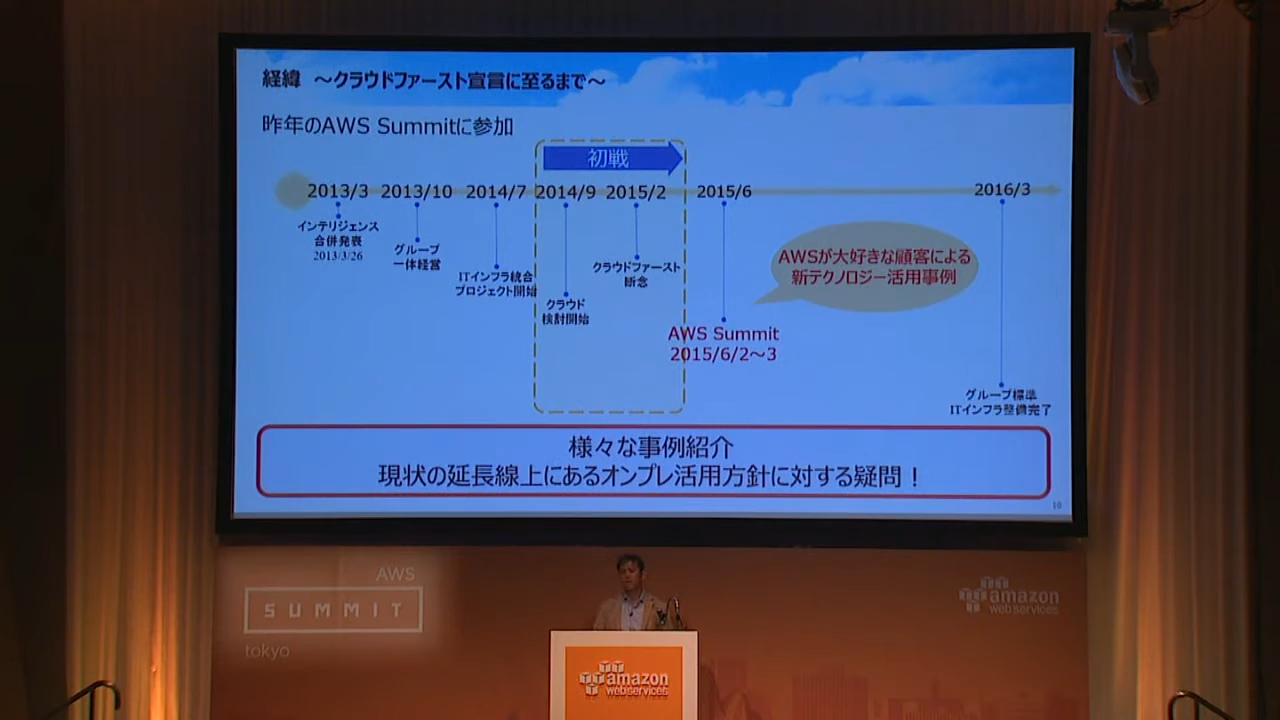 経緯 ～クラウドファースト宣言に至るまで～
昨年のAWS Summitに参加
初戦
2013/3 2013/10 2014/7 2014/9 2015/2 2015/6 2016/3
インテリジェンス
合併発表
2013/3/26
グループ
一体経営
ITインフラ統合
プロジェクト開始
クラウド
検討開始
クラウドファースト
断念
AWS Summit
2015/6/2～3
AWSが大好きな顧客による
新テクノロジー活用事例
グループ標準
ITインフラ整備完了
様々な事例紹介
現状の延長線上にあるオンプレ活用方針に対する疑問！
10
AWS
SUMMIT
tokyo
amazon
webservices
amazon
webservices